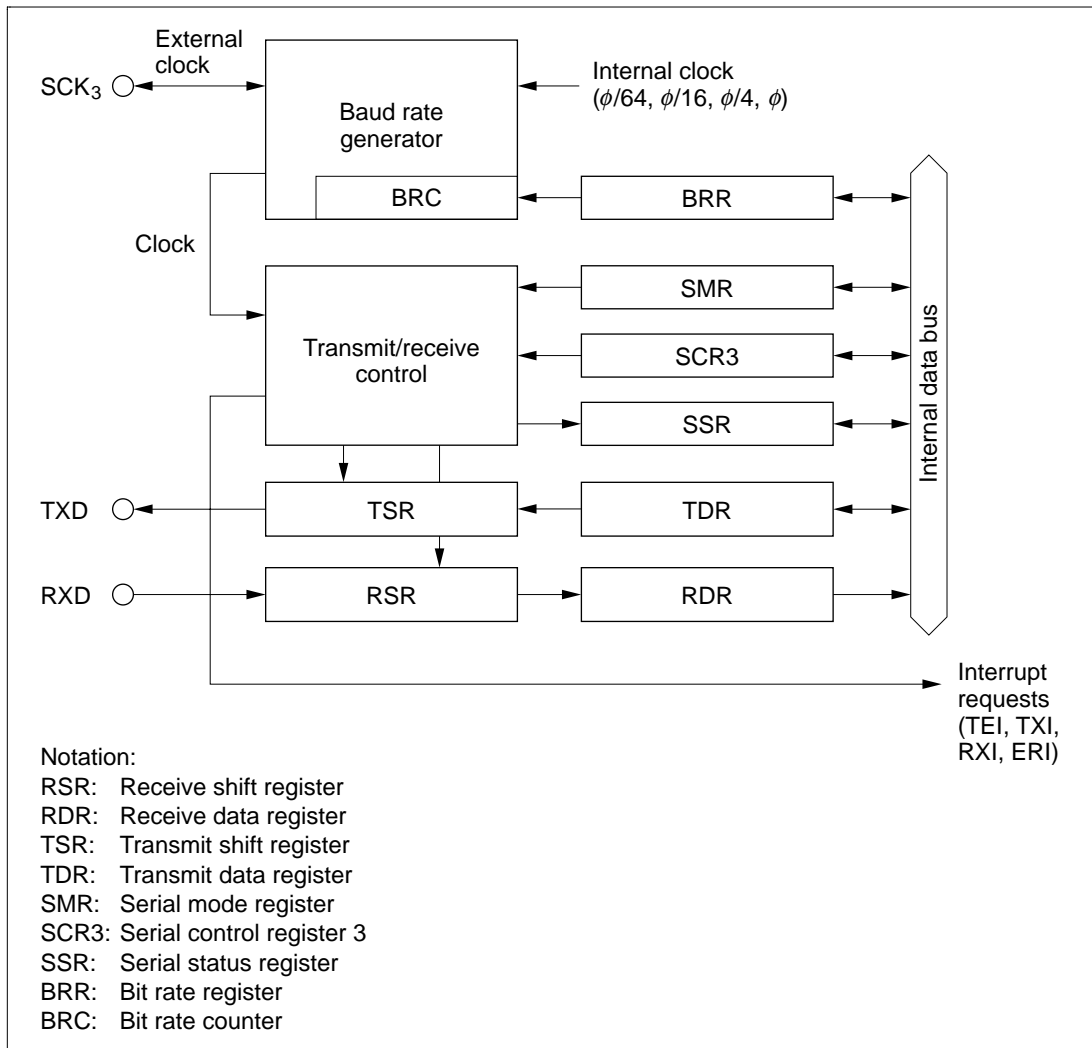 External
clock
SCK3
Baud rate
generator
Internal clock
(ϕ/64, ϕ/16, ϕ/4, ϕ)
BRC
BRR
Clock
SMR
Transmit/receive
control
SCR3
SSR
Internal data bus
TXD
TSR
TDR
RXD
RSR
RDR
Interrupt
requests
(TEI, TXI,
RXI, ERI)
Notation:
RSR: Receive shift register
RDR: Receive data register
TSR: Transmit shift register
TDR: Transmit data register
SMR: Serial mode register
SCR3: Serial control register 3
SSR: Serial status register
BRR: Bit rate register
BRC: Bit rate counter